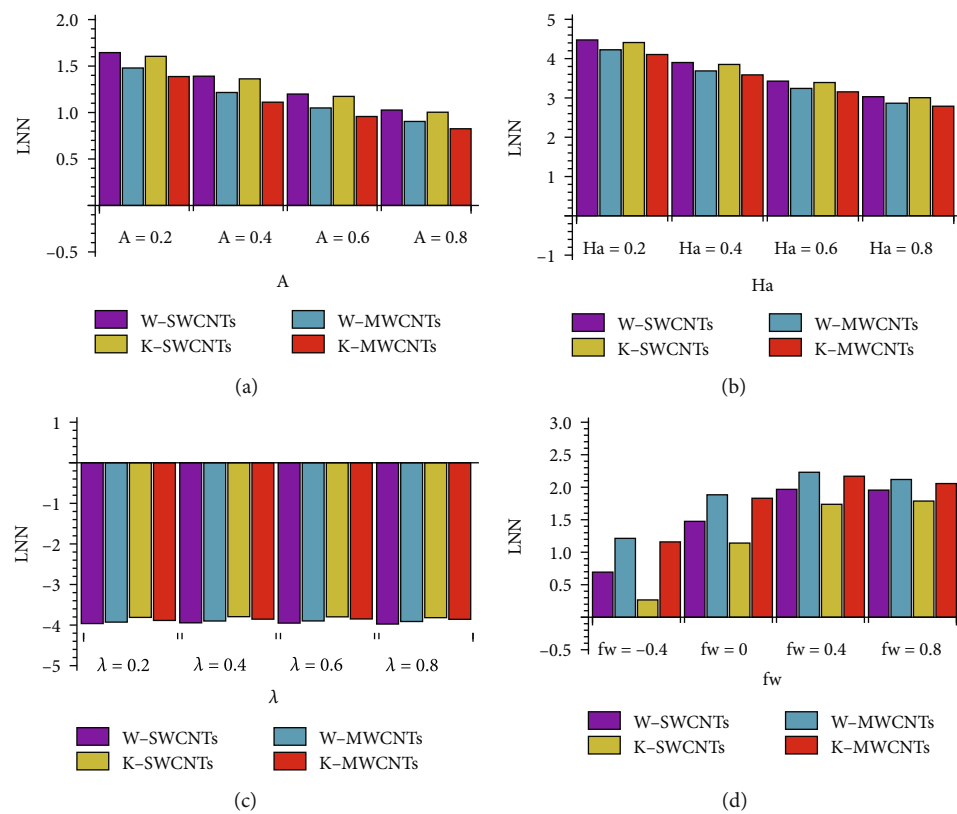 2.0
1.5
1.0
0.5
–0.5
LNN
A = 0.2 A = 0.4 A = 0.6 A = 0.8
A
W–SWCNTs W–MWCNTs
K–SWCNTs K–MWCNTs
(a)
5
4
3
2
1
–1
LNN
Ha = 0.2 Ha = 0.4 Ha = 0.6 Ha = 0.8
Ha
W–SWCNTs W–MWCNTs
K–SWCNTs K–MWCNTs
(b)
1
–1
–2
–3
–4
–5
LNN
λ = 0.2 λ = 0.4 λ = 0.6 λ = 0.8
λ
W–SWCNTs W–MWCNTs
K–SWCNTs K–MWCNTs
(c)
3.0
2.5
2.0
1.5
1.0
0.5
–0.5
LNN
fw = –0.4 fw = 0 fw = 0.4 fw = 0.8
fw
W–SWCNTs W–MWCNTs
K–SWCNTs K–MWCNTs
(d)